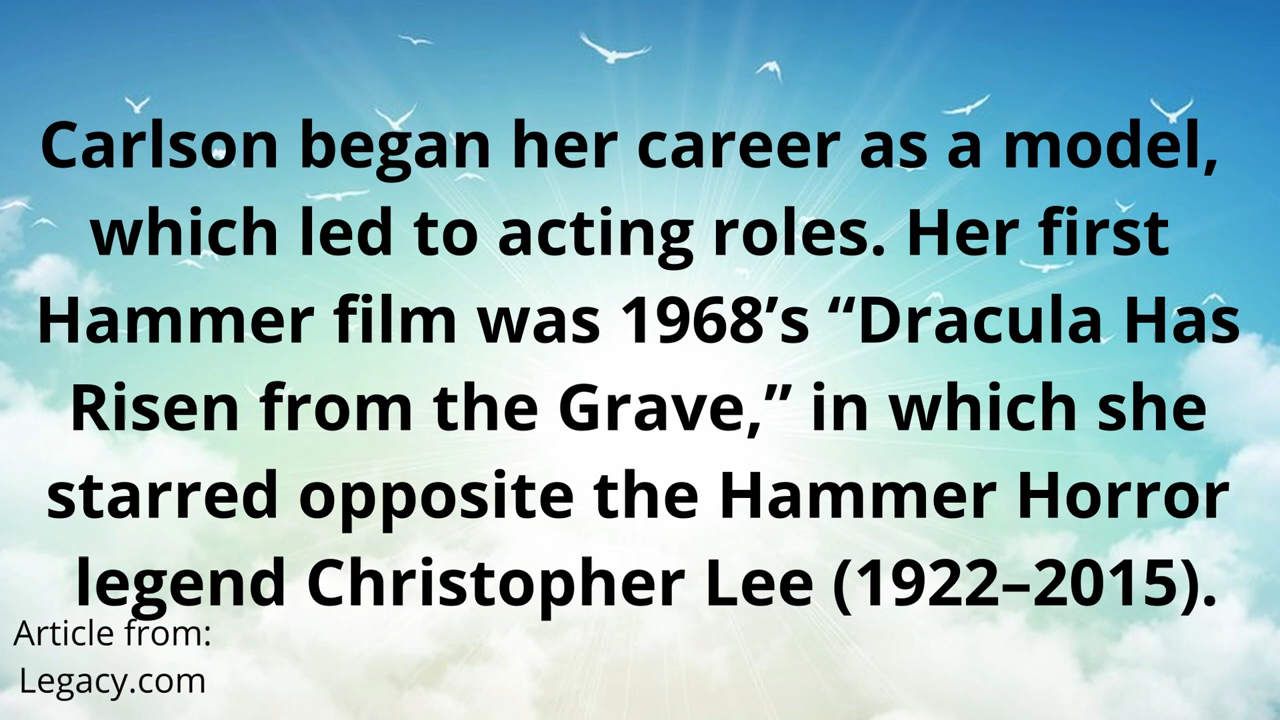 Carlson began her career as a model,
which led to acting roles. Her first
Hammer film was 1968’s “Dracula Has
Risen from the Grave,” in which she
starred opposite the Hammer Horror
legend Christopher Lee (1922–2015).
Article from:
Legacy.com